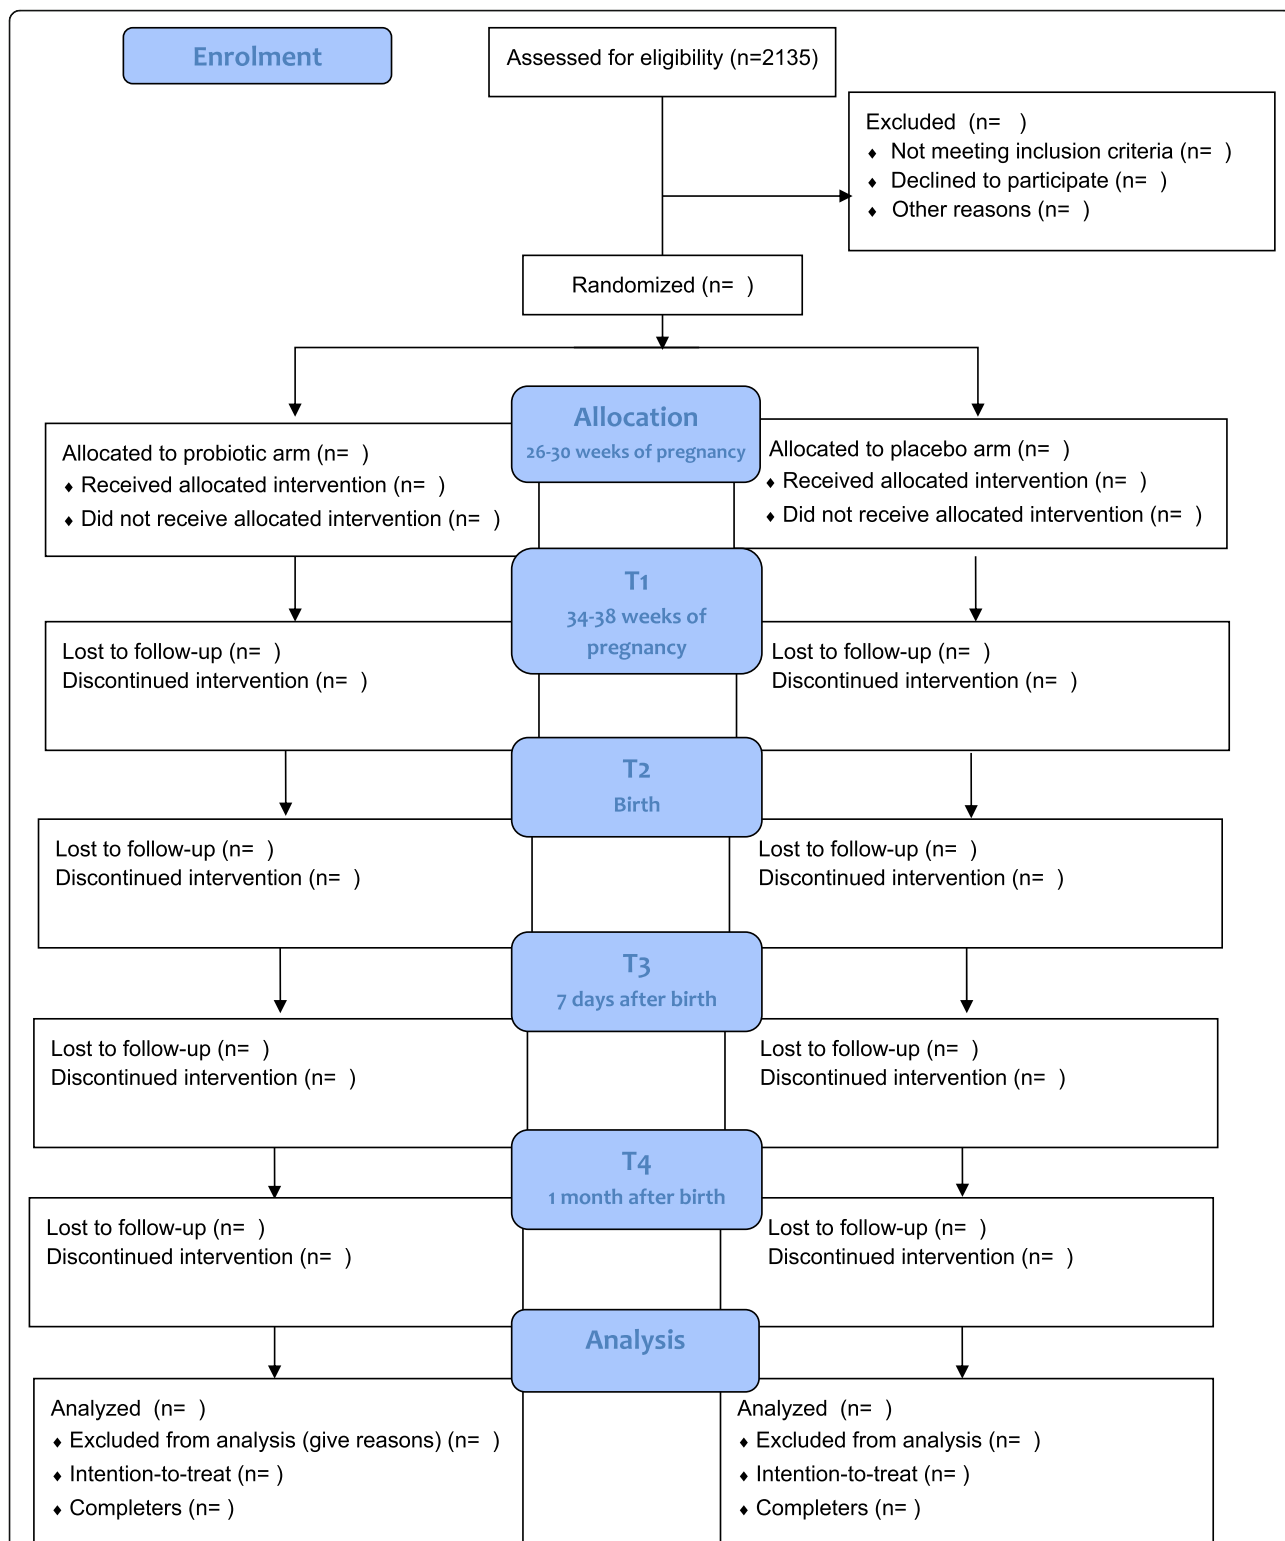 Enrolment
Assessed for eligibility (n=2135)
Excluded (n= )
♦ Not meeting inclusion criteria (n= )
♦ Declined to participate (n= )
♦ Other reasons (n= )
Randomized (n= )
Allocation
26-30 weeks of pregnancy
Allocated to probiotic arm (n= )
♦ Received allocated intervention (n= )
♦ Did not receive allocated intervention (n= )
Allocated to placebo arm (n= )
♦ Received allocated intervention (n= )
♦ Did not receive allocated intervention (n= )
T1
34-38 weeks of
pregnancy
Lost to follow-up (n= )
Discontinued intervention (n= )
Lost to follow-up (n= )
Discontinued intervention (n= )
T2
Birth
Lost to follow-up (n= )
Discontinued intervention (n= )
Lost to follow-up (n= )
Discontinued intervention (n= )
T3
7 days after birth
Lost to follow-up (n= )
Discontinued intervention (n= )
Lost to follow-up (n= )
Discontinued intervention (n= )
T4
1 month after birth
Lost to follow-up (n= )
Discontinued intervention (n= )
Lost to follow-up (n= )
Discontinued intervention (n= )
Analysis
Analyzed (n= )
♦ Excluded from analysis (give reasons) (n= )
♦ Intention-to-treat (n= )
♦ Completers (n= )
Analyzed (n= )
♦ Excluded from analysis (n= )
♦ Intention-to-treat (n= )
♦ Completers (n= )